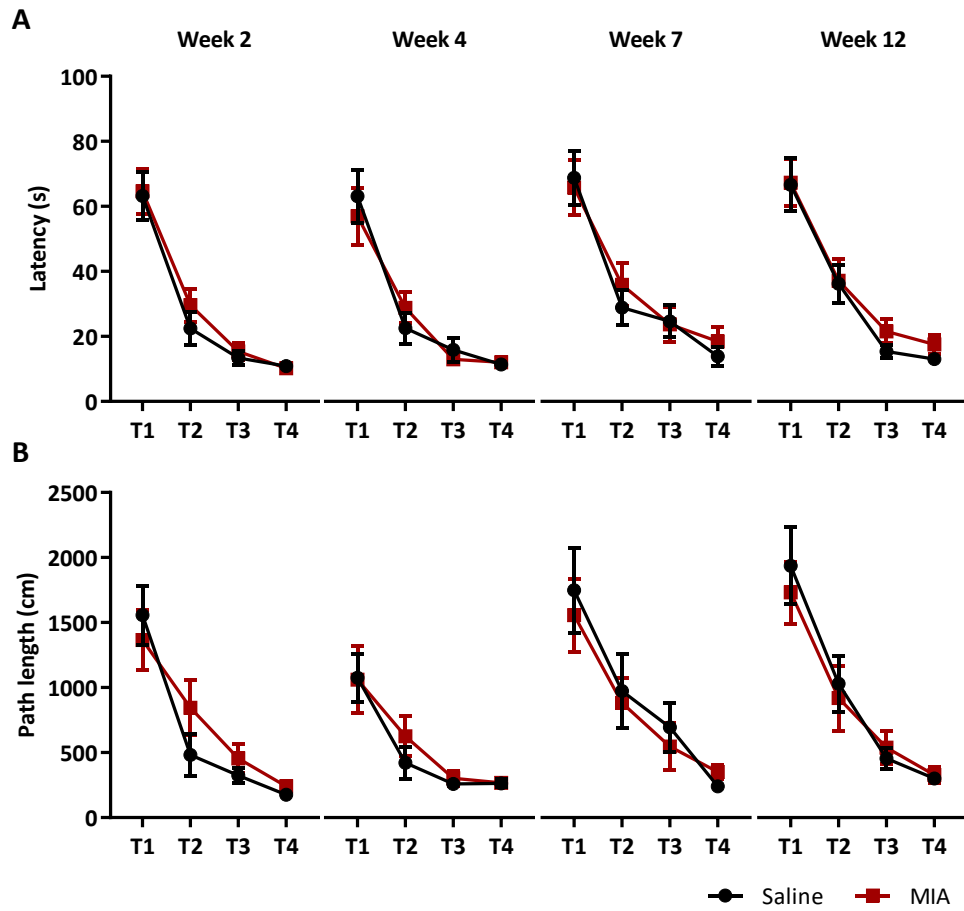 A
Week 2 Week 4 Week 7 Week 12
Latency (s)
100
80
60
40
20
0
T1 T2 T3 T4 T1 T2 T3 T4 T1 T2 T3 T4 T1 T2 T3 T4
B
Path length (cm)
2500
2000
1500
1000
500
0
T1 T2 T3 T4 T1 T2 T3 T4 T1 T2 T3 T4 T1 T2 T3 T4
Saline MIA